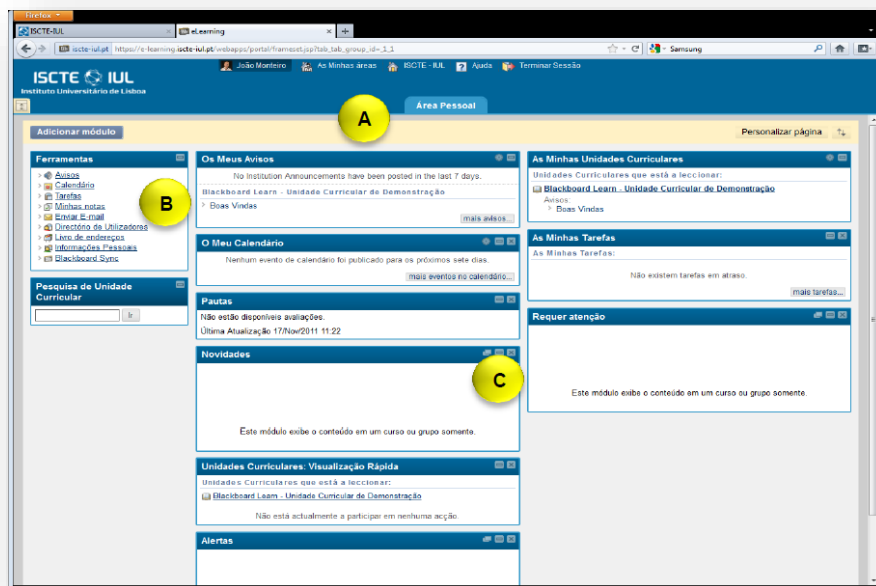 Firefox
ISCTE-IUL
eLearning
iscte-iul.pt
https://e-learning.iscte-iul.pt/webapps/portal/frameset.jsp?tab_tab_group_id=_1_1
Samsung
João Monteiro
As Minhas áreas
ISCTE - IUL
Ajuda
Terminar Sessão
ISCTE IUL
Instituto Universitário de Lisboa
A
Área Pessoal
Adicionar módulo
Personalizar página
Ferramentas
Avisos
Calendário
Tarefas
Minhas notas
Enviar E-mail
Directório de Utilizadores
Livro de endereços
Informações Pessoais
Blackboard Sync
B
Pesquisa de Unidade Curricular
Ir
Os Meus Avisos
No Institution Announcements have been posted in the last 7 days.
Blackboard Learn - Unidade Curricular de Demonstração
Boas Vindas
mais avisos...
O Meu Calendário
Nenhum evento de calendário foi publicado para os próximos sete dias.
mais eventos no calendário...
Pautas
Não estão disponíveis avaliações.
Última Atualização 17/Nov/2011 11:22
Novidades
C
Este módulo exibe o conteúdo em um curso ou grupo somente.
Unidades Curriculares: Visualização Rápida
Unidades Curriculares que está a leccionar:
Blackboard Learn - Unidade Curricular de Demonstração
Não está actualmente a participar em nenhuma acção
Alertas
As Minhas Unidades Curriculares
Unidades Curriculares que está a leccionar:
Blackboard Learn - Unidade Curricular de Demonstração
Avisos:
Boas Vindas
As Minhas Tarefas
As Minhas Tarefas:
Não existem tarefas em atraso.
mais tarefas...
Requer atenção
Este módulo exibe o conteúdo em um curso ou grupo somente.